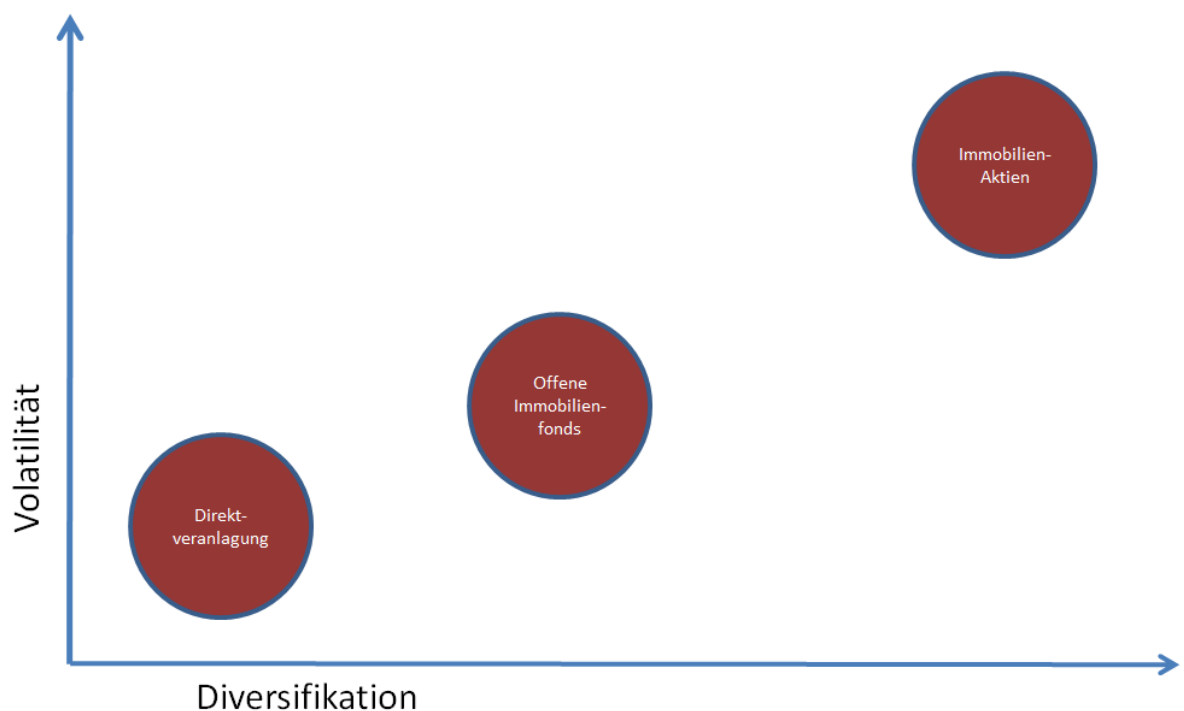 Immobilien-
Aktien
Offene
Immobilien-
fonds
Direkt-
veranlagung
Volatilität
Diversifikation